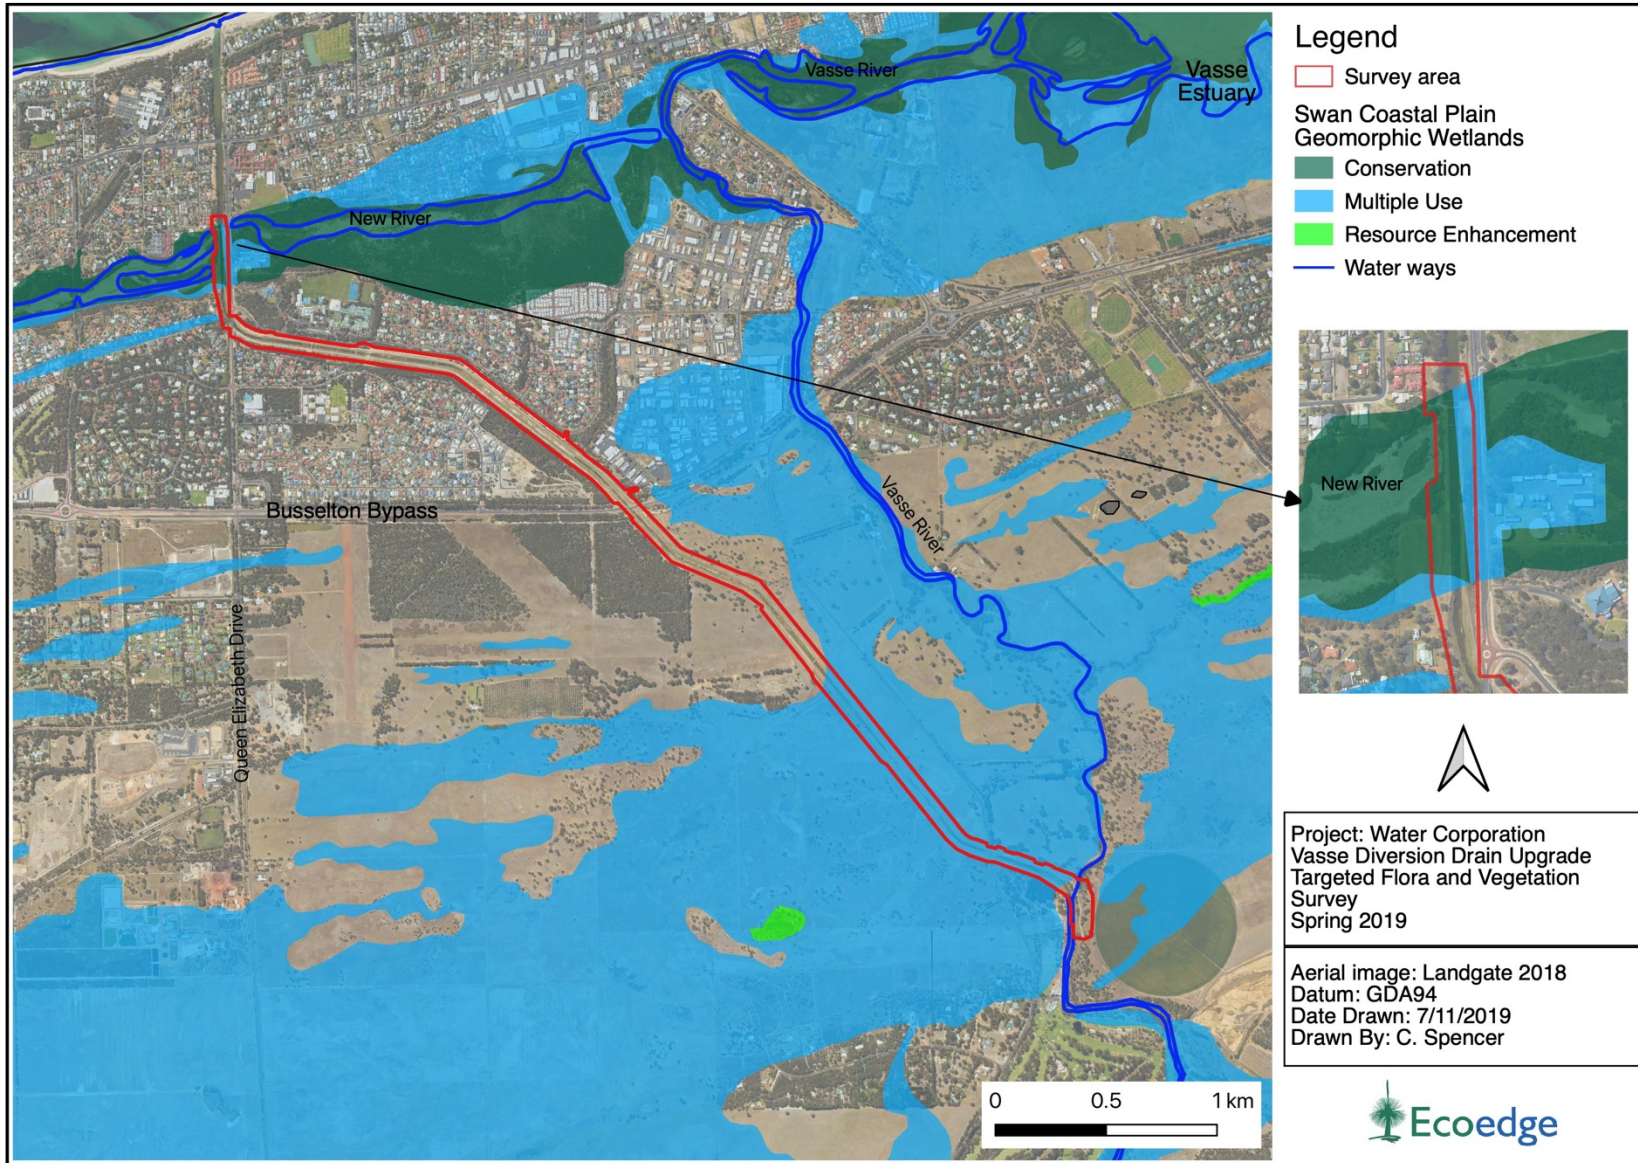 Vasse River
Vasse
Estuary
New River
Vasse River
Busselton Bypass
Queen Elizabeth Drive
0 0.5 1 km
Legend
Survey area
Swan Coastal Plain
Geomorphic Wetlands
Conservation
Multiple Use
Resource Enhancement
Water ways
New River
Project: Water Corporation
Vasse Diversion Drain Upgrade
Targeted Flora and Vegetation
Survey
Spring 2019
Aerial image: Landgate 2018
Datum: GDA94
Date Drawn: 7/11/2019
Drawn By: C. Spencer
Ecoedge